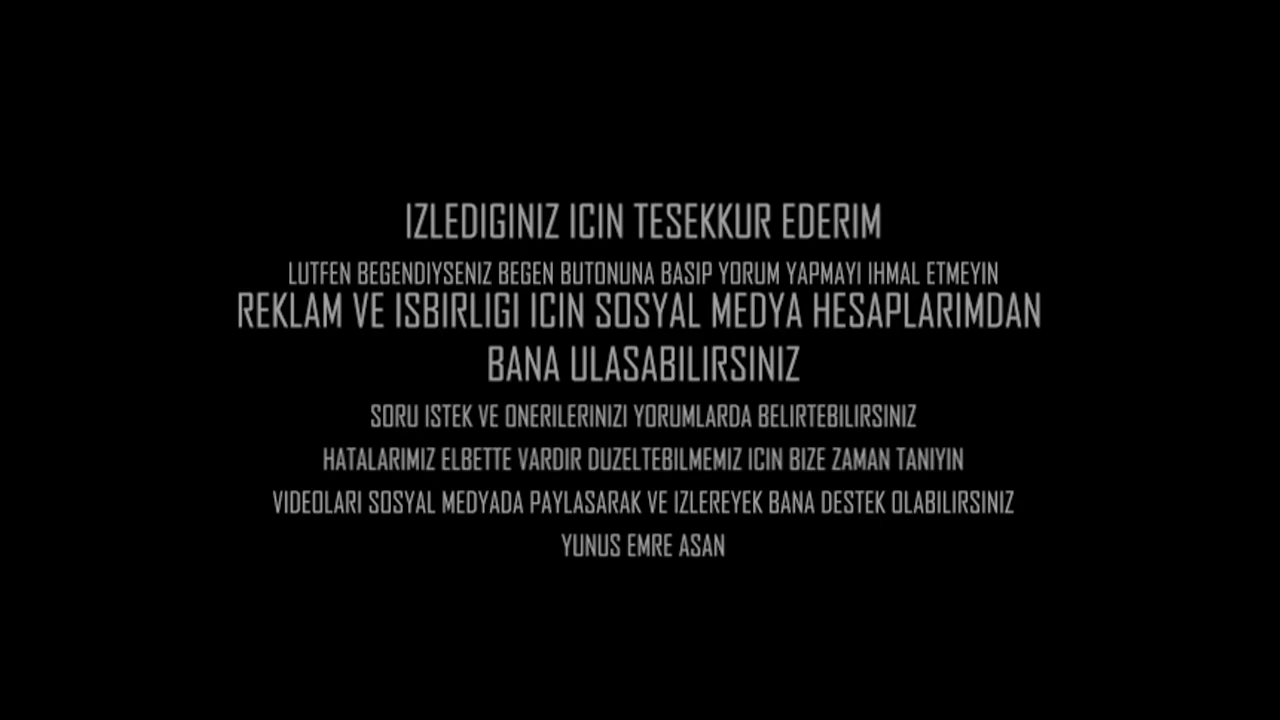 IZLEDIGINIZ ICIN TESEKKUR EDERIM
LUTFEN BEGENDIYSENIZ BEGEN BUTONUNA BASIP YORUM YAPMAYI IHMAL ETMEYIN
REKLAM VE ISBIRLIGI ICIN SOSYAL MEDYA HESAPLARIMDAN
BANA ULASABILIRSINIZ
SORU ISTEK VE ONERILERINIZI YORUMLARDA BELIRTEBILIRSINIZ
HATALARIMIZ ELBETTE VARDIR DUZELTEBILMEMIZ ICIN BIZE ZAMAN TANIYIN
VIDEOLARI SOSYAL MEDYADA PAYLASARAK VE IZLEREYEK BANA DESTEK OLABILIRSINIZ
YUNUS EMRE ASAN